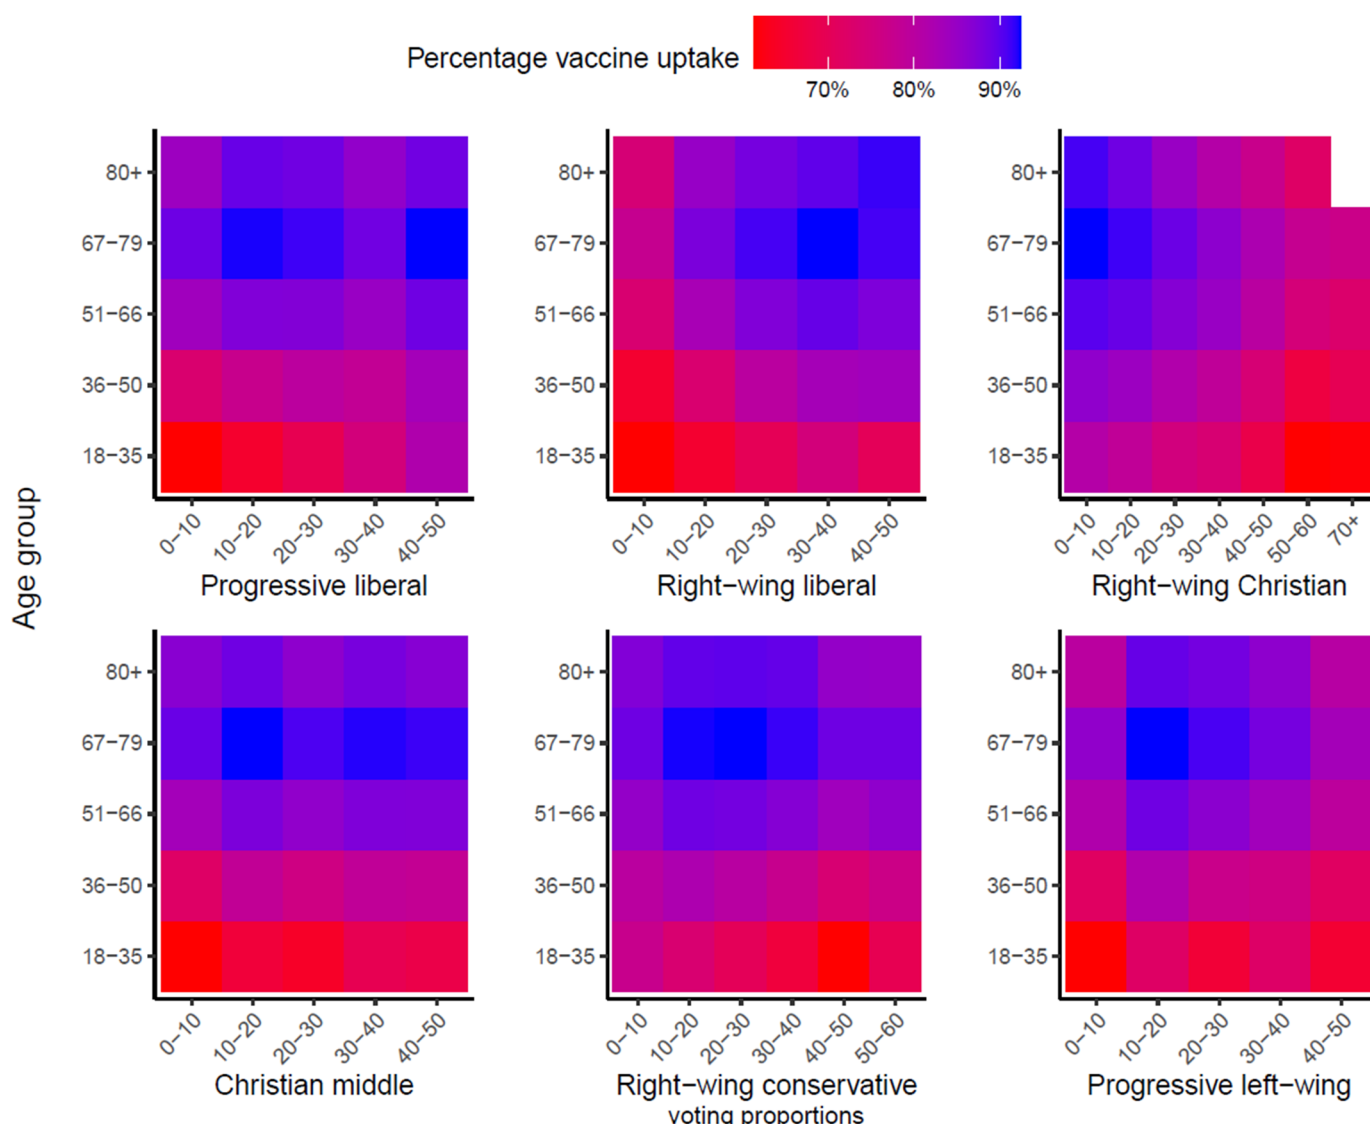 Percentage vaccine uptake
70% 80% 90%
Age group
80+
67−79
51−66
36−50
18−35
0−10 10−20 20−30 30−40 40−50
Progressive liberal
80+
67−79
51−66
36−50
18−35
0−10 10−20 20−30 30−40 40−50
Right−wing liberal
80+
67−79
51−66
36−50
18−35
0−10 10−20 20−30 30−40 40−50 50−60 70+
Right−wing Christian
80+
67−79
51−66
36−50
18−35
0−10 10−20 20−30 30−40 40−50
Christian middle
80+
67−79
51−66
36−50
18−35
0−10 10−20 20−30 30−40 40−50 50−60
Right−wing conservative
voting proportions
80+
67−79
51−66
36−50
18−35
0−10 10−20 20−30 30−40 40−50
Progressive left−wing